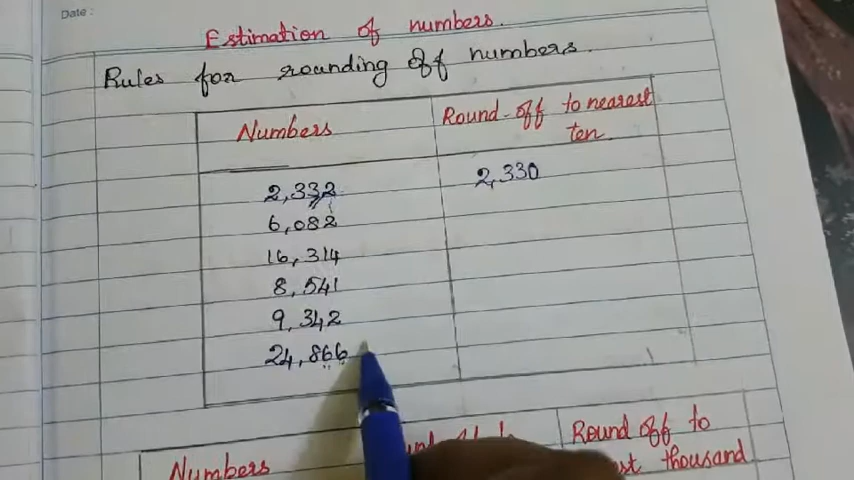 Date :
Estimation of numbers.
Rules for rounding off numbers.
Numbers
Round-off to nearest
ten
2,332
2,330
6,082
16,314
8,541
9,342
24,866
Numbers
Round off to
thousand